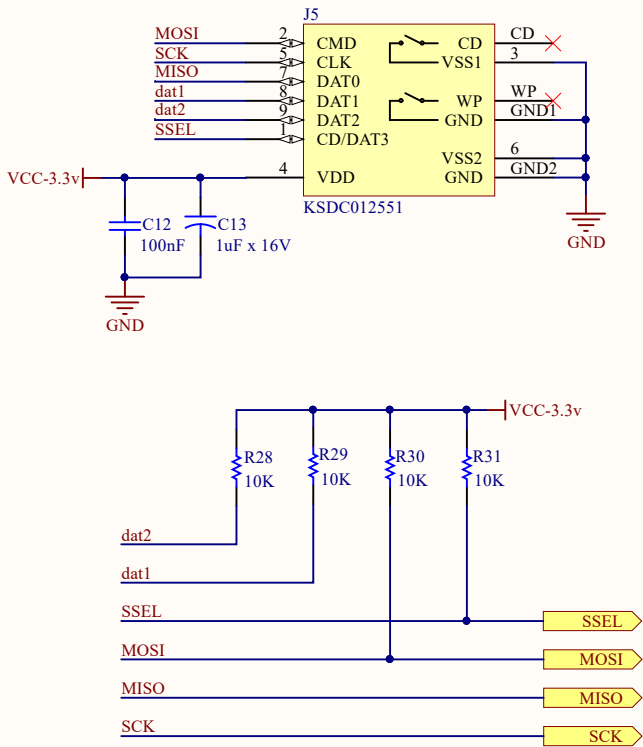 J5
MOSI 2 CMD CD CD
SCK 5 CLK VSS1 3
MISO 7 DAT0
dat1 8 DAT1 WP WP
dat2 9 DAT2 GND GND1
SSEL 1 CD/DAT3
VSS2 6
VCC-3.3v 4 VDD GND GND2
KSDC012551
C12 C13
100nF 1uF x 16V
GND
GND
VCC-3.3v
R28 R29 R30 R31
10K 10K 10K 10K
dat2
dat1
SSEL SSEL
MOSI MOSI
MISO MISO
SCK SCK